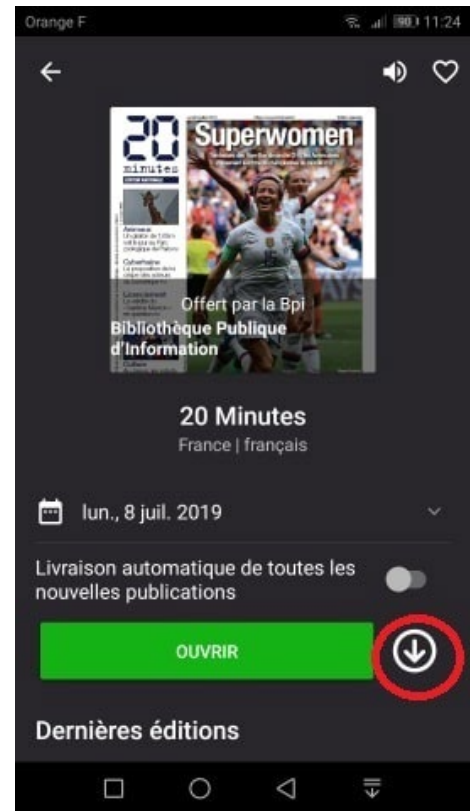 Orange F
90 11:24
20
minutes
Superwomen
Offert par la Bpi
Bibliothèque Publique
d'Information
20 Minutes
France | français
lun., 8 juil. 2019
Livraison automatique de toutes les
nouvelles publications
OUVRIR
Dernières éditions